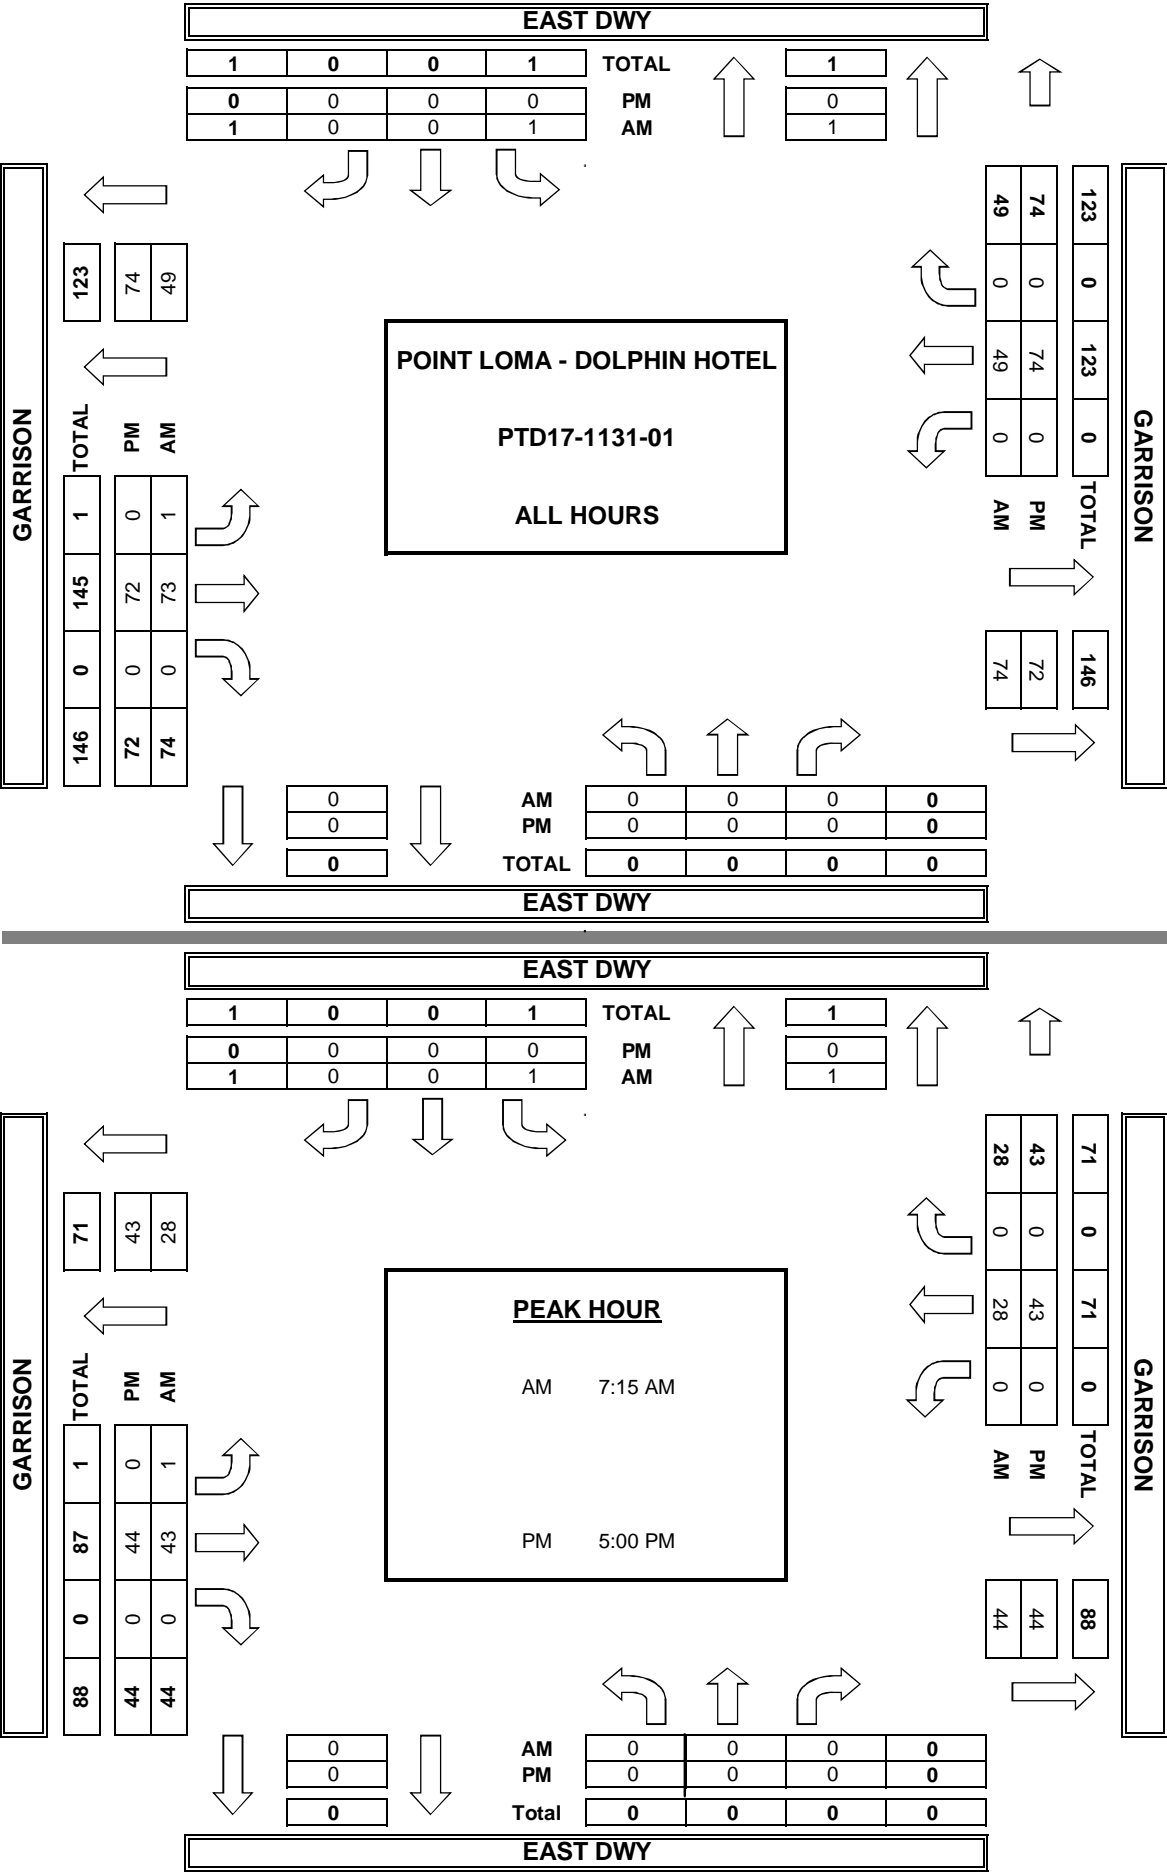 EAST DWY
1 0 0 1 TOTAL 1
0 0 0 0 PM 0
1 0 0 1 AM 1
GARRISON
123
74
49
TOTAL
PM
AM
1 145 0 146
0 72 0 72
1 73 0 74
POINT LOMA - DOLPHIN HOTEL
PTD17-1131-01
ALL HOURS
123 0 123 0 TOTAL
74 0 74 0 PM
49 0 49 0 AM
146
72
74
GARRISON
0 AM 0 0 0 0
0 PM 0 0 0 0
0 TOTAL 0 0 0 0
EAST DWY
EAST DWY
1 0 0 1 TOTAL 1
0 0 0 0 PM 0
1 0 0 1 AM 1
GARRISON
71
43
28
TOTAL
PM
AM
1 87 0 88
0 44 0 44
1 43 0 44
PEAK HOUR
AM 7:15 AM
PM 5:00 PM
71 0 71 0 TOTAL
43 0 43 0 PM
28 0 28 0 AM
88
44
44
GARRISON
0 AM 0 0 0 0
0 PM 0 0 0 0
0 Total 0 0 0 0
EAST DWY